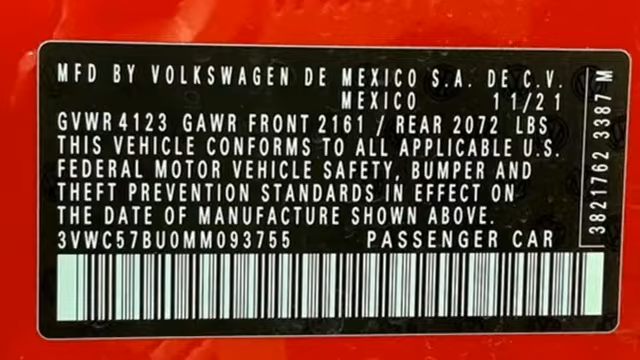 MFD BY VOLKSWAGEN DE MEXICO S.A. DE C.V.
MEXICO 11/21
GVWR 4123 GAWR FRONT 2161 / REAR 2072 LBS
THIS VEHICLE CONFORMS TO ALL APPLICABLE U.S.
FEDERAL MOTOR VEHICLE SAFETY, BUMPER AND
THEFT PREVENTION STANDARDS IN EFFECT ON
THE DATE OF MANUFACTURE SHOWN ABOVE.
3VWC57BU0MM093755 PASSENGER CAR
3821762 3387 M